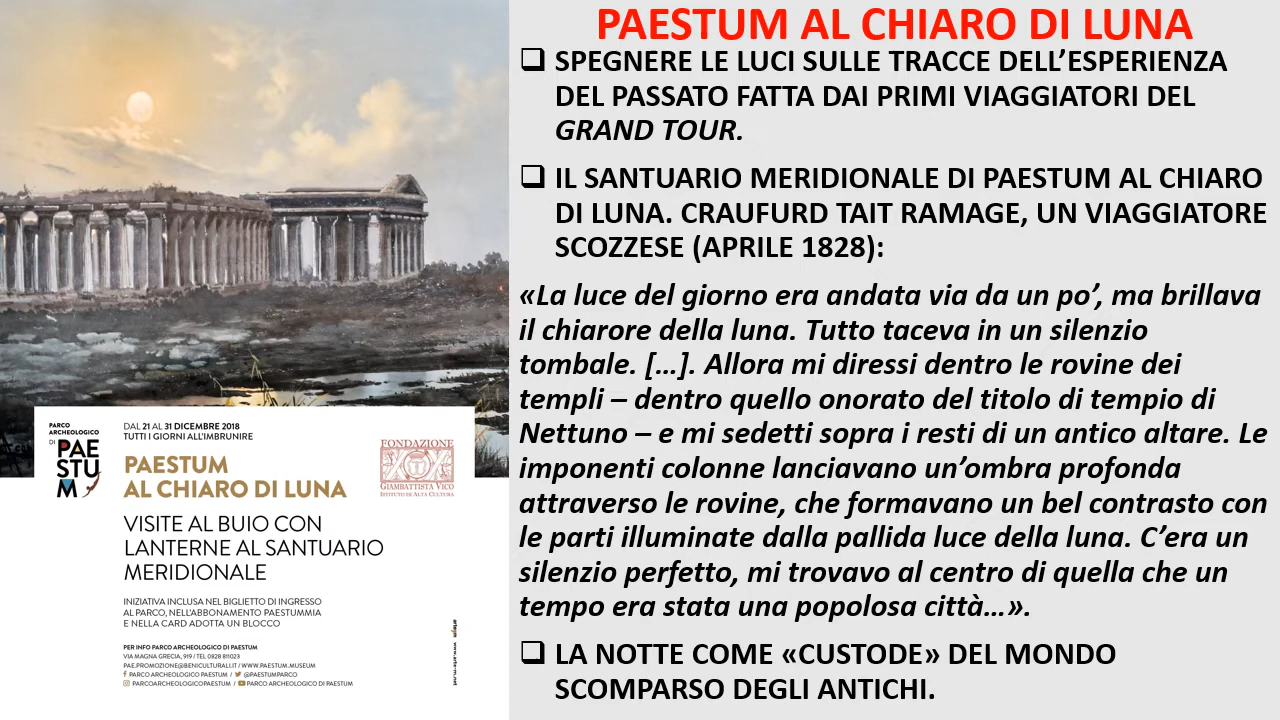 PAESTUM AL CHIARO DI LUNA
❑ SPEGNERE LE LUCI SULLE TRACCE DELL’ESPERIENZA
DEL PASSATO FATTA DAI PRIMI VIAGGIATORI DEL
GRAND TOUR.
❑ IL SANTUARIO MERIDIONALE DI PAESTUM AL CHIARO
DI LUNA. CRAUFURD TAIT RAMAGE, UN VIAGGIATORE
SCOZZESE (APRILE 1828):
«La luce del giorno era andata via da un po’, ma brillava
il chiarore della luna. Tutto taceva in un silenzio
tombale. […]. Allora mi diressi dentro le rovine dei
templi – dentro quello onorato del titolo di tempio di
Nettuno – e mi sedetti sopra i resti di un antico altare. Le
imponenti colonne lanciavano un’ombra profonda
attraverso le rovine, che formavano un bel contrasto con
le parti illuminate dalla pallida luce della luna. C’era un
silenzio perfetto, mi trovavo al centro di quella che un
tempo era stata una popolosa città…».
❑ LA NOTTE COME «CUSTODE» DEL MONDO
SCOMPARSO DEGLI ANTICHI.
PARCO
ARCHEOLOGICO
DI PAE
STU
M
DAL 21 AL 31 DICEMBRE 2018
TUTTI I GIORNI ALL'IMBRUNIRE
PAESTUM
AL CHIARO DI LUNA
FONDAZIONE
GIAMBATTISTA VICO
ISTITUTO DI ALTA CULTURA
VISITE AL BUIO CON
LANTERNE AL SANTUARIO
MERIDIONALE
INIZIATIVA INCLUSA NEL BIGLIETTO DI INGRESSO
AL PARCO, NELL'ABBONAMENTO PAESTUMMIA
E NELLA CARD ADOTTA UN BLOCCO
PER INFO PARCO ARCHEOLOGICO DI PAESTUM
VIA MAGNA GRECIA, 919 / TEL 0828 811023
PAE.PROMOZIONE@BENICULTURALI.IT / WWW.PAESTUM.MUSEUM
PARCO ARCHEOLOGICO PAESTUM / @PAESTUMPARCO
PARCOARCHEOLOGICOPAESTUM / PARCO ARCHEOLOGICO DI PAESTUM